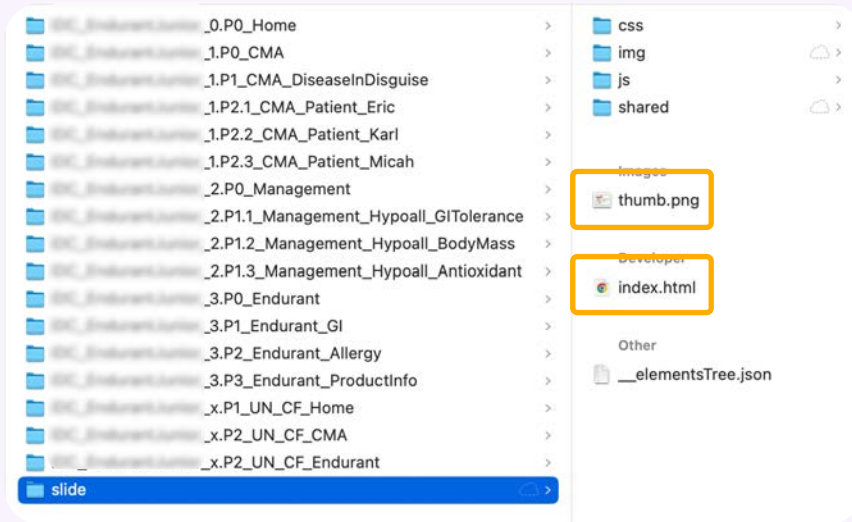 _0.P0_Home
_1.P0_CMA
_1.P1_CMA_DiseaseInDisguise
_1.P2.1_CMA_Patient_Eric
_1.P2.2_CMA_Patient_Karl
_1.P2.3_CMA_Patient_Micah
_2.P0_Management
_2.P1.1_Management_Hypoall_GITolerance
_2.P1.2_Management_Hypoall_BodyMass
_2.P1.3_Management_Hypoall_Antioxidant
_3.P0_Endurant
_3.P1_Endurant_GI
_3.P2_Endurant_Allergy
_3.P3_Endurant_ProductInfo
_x.P1_UN_CF_Home
_x.P2_UN_CF_CMA
_x.P2_UN_CF_Endurant
slide
css
img
js
shared
Images
thumb.png
Developer
index.html
Other
__elementsTree.json